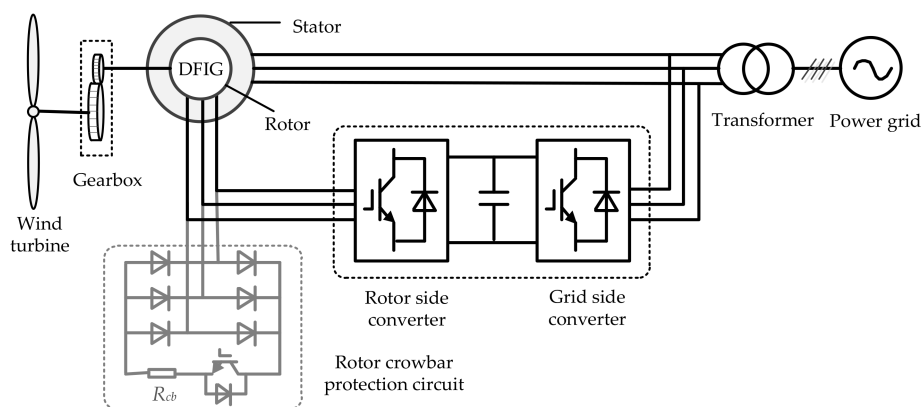 Stator
DFIG
Rotor
Transformer
Power grid
Gearbox
Wind
turbine
Rotor side
converter
Grid side
converter
Rotor crowbar
protection circuit
Rcb